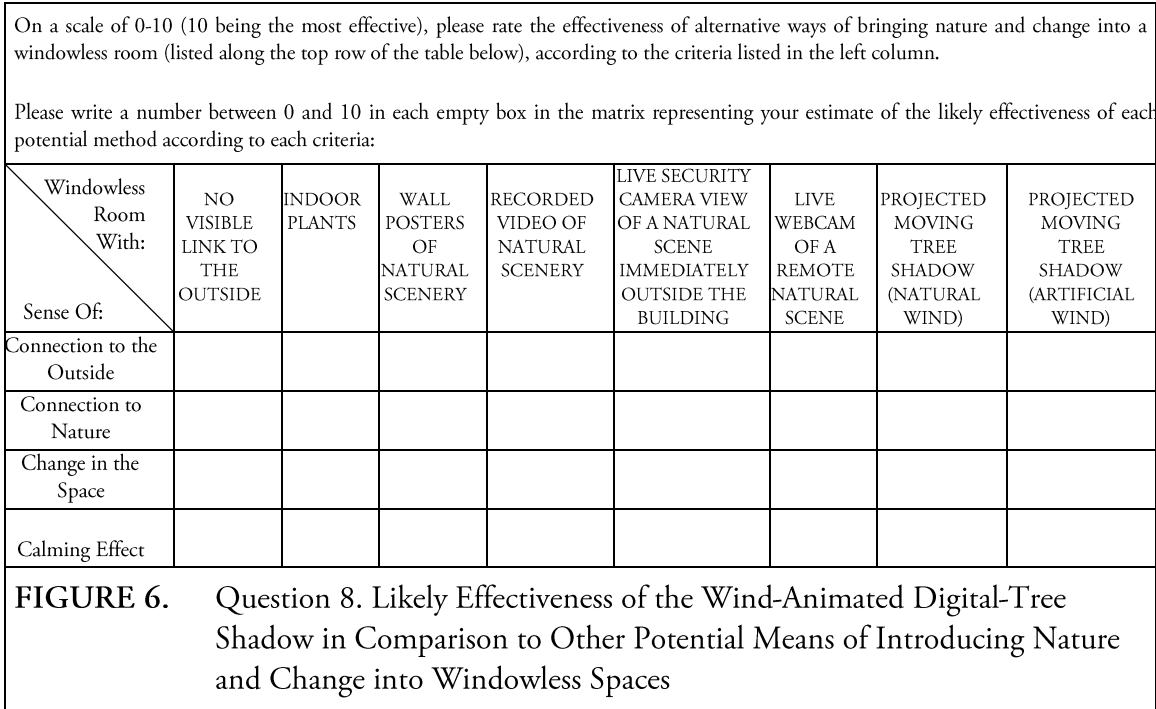 On a scale of 0-10 (10 being the most effective), please rate the effectiveness of alternative ways of bringing nature and change into a
windowless room (listed along the top row of the table below), according to the criteria listed in the left column.
Please write a number between 0 and 10 in each empty box in the matrix representing your estimate of the likely effectiveness of each
potential method according to each criteria:
Windowless
Room
With:
Sense Of:
NO
VISIBLE
LINK TO
THE
OUTSIDE
INDOOR
PLANTS
WALL
POSTERS
OF
NATURAL
SCENERY
RECORDED
VIDEO OF
NATURAL
SCENERY
LIVE SECURITY
CAMERA VIEW
OF A NATURAL
SCENE
IMMEDIATELY
OUTSIDE THE
BUILDING
LIVE
WEBCAM
OF A
REMOTE
NATURAL
SCENE
PROJECTED
MOVING
TREE
SHADOW
(NATURAL
WIND)
PROJECTED
MOVING
TREE
SHADOW
(ARTIFICIAL
WIND)
Connection to the
Outside
Connection to
Nature
Change in the
Space
Calming Effect
FIGURE 6. Question 8. Likely Effectiveness of the Wind-Animated Digital-Tree
Shadow in Comparison to Other Potential Means of Introducing Nature
and Change into Windowless Spaces